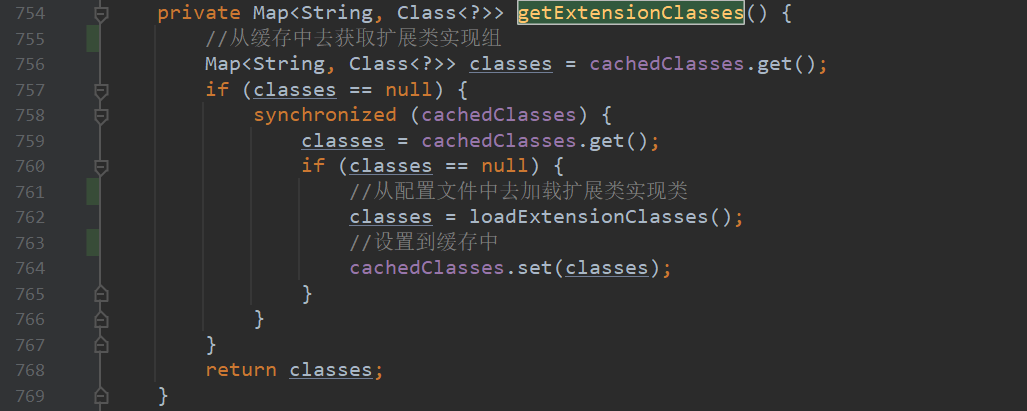 754 private Map<String, Class<?>> getExtensionClasses() {
755 //从缓存中去获取扩展类实现组
756 Map<String, Class<?>> classes = cachedClasses.get();
757 if (classes == null) {
758 synchronized (cachedClasses) {
759 classes = cachedClasses.get();
760 if (classes == null) {
761 //从配置文件中去加载扩展类实现类
762 classes = loadExtensionClasses();
763 //设置到缓存中
764 cachedClasses.set(classes);
765 }
766 }
767 }
768 return classes;
769 }